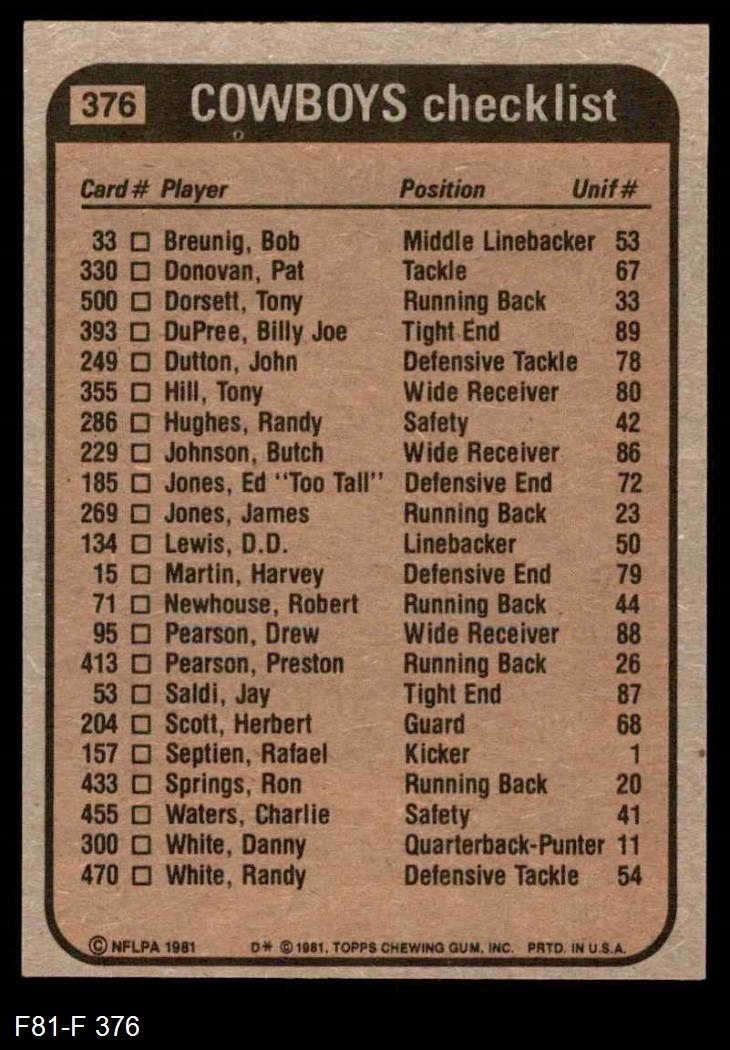 376 COWBOYS checklist
Card # Player Position Unif #
33 □ Breunig, Bob Middle Linebacker 53
330 □ Donovan, Pat Tackle 67
500 □ Dorsett, Tony Running Back 33
393 □ DuPree, Billy Joe Tight End 89
249 □ Dutton, John Defensive Tackle 78
355 □ Hill, Tony Wide Receiver 80
286 □ Hughes, Randy Safety 42
229 □ Johnson, Butch Wide Receiver 86
185 □ Jones, Ed "Too Tall" Defensive End 72
269 □ Jones, James Running Back 23
134 □ Lewis, D.D. Linebacker 50
15 □ Martin, Harvey Defensive End 79
71 □ Newhouse, Robert Running Back 44
95 □ Pearson, Drew Wide Receiver 88
413 □ Pearson, Preston Running Back 26
53 □ Saldi, Jay Tight End 87
204 □ Scott, Herbert Guard 68
157 □ Septien, Rafael Kicker 1
433 □ Springs, Ron Running Back 20
455 □ Waters, Charlie Safety 41
300 □ White, Danny Quarterback-Punter 11
470 □ White, Randy Defensive Tackle 54
© NFLPA 1981 D* © 1981, TOPPS CHEWING GUM, INC. PRTD. IN U.S.A.
F81-F 376